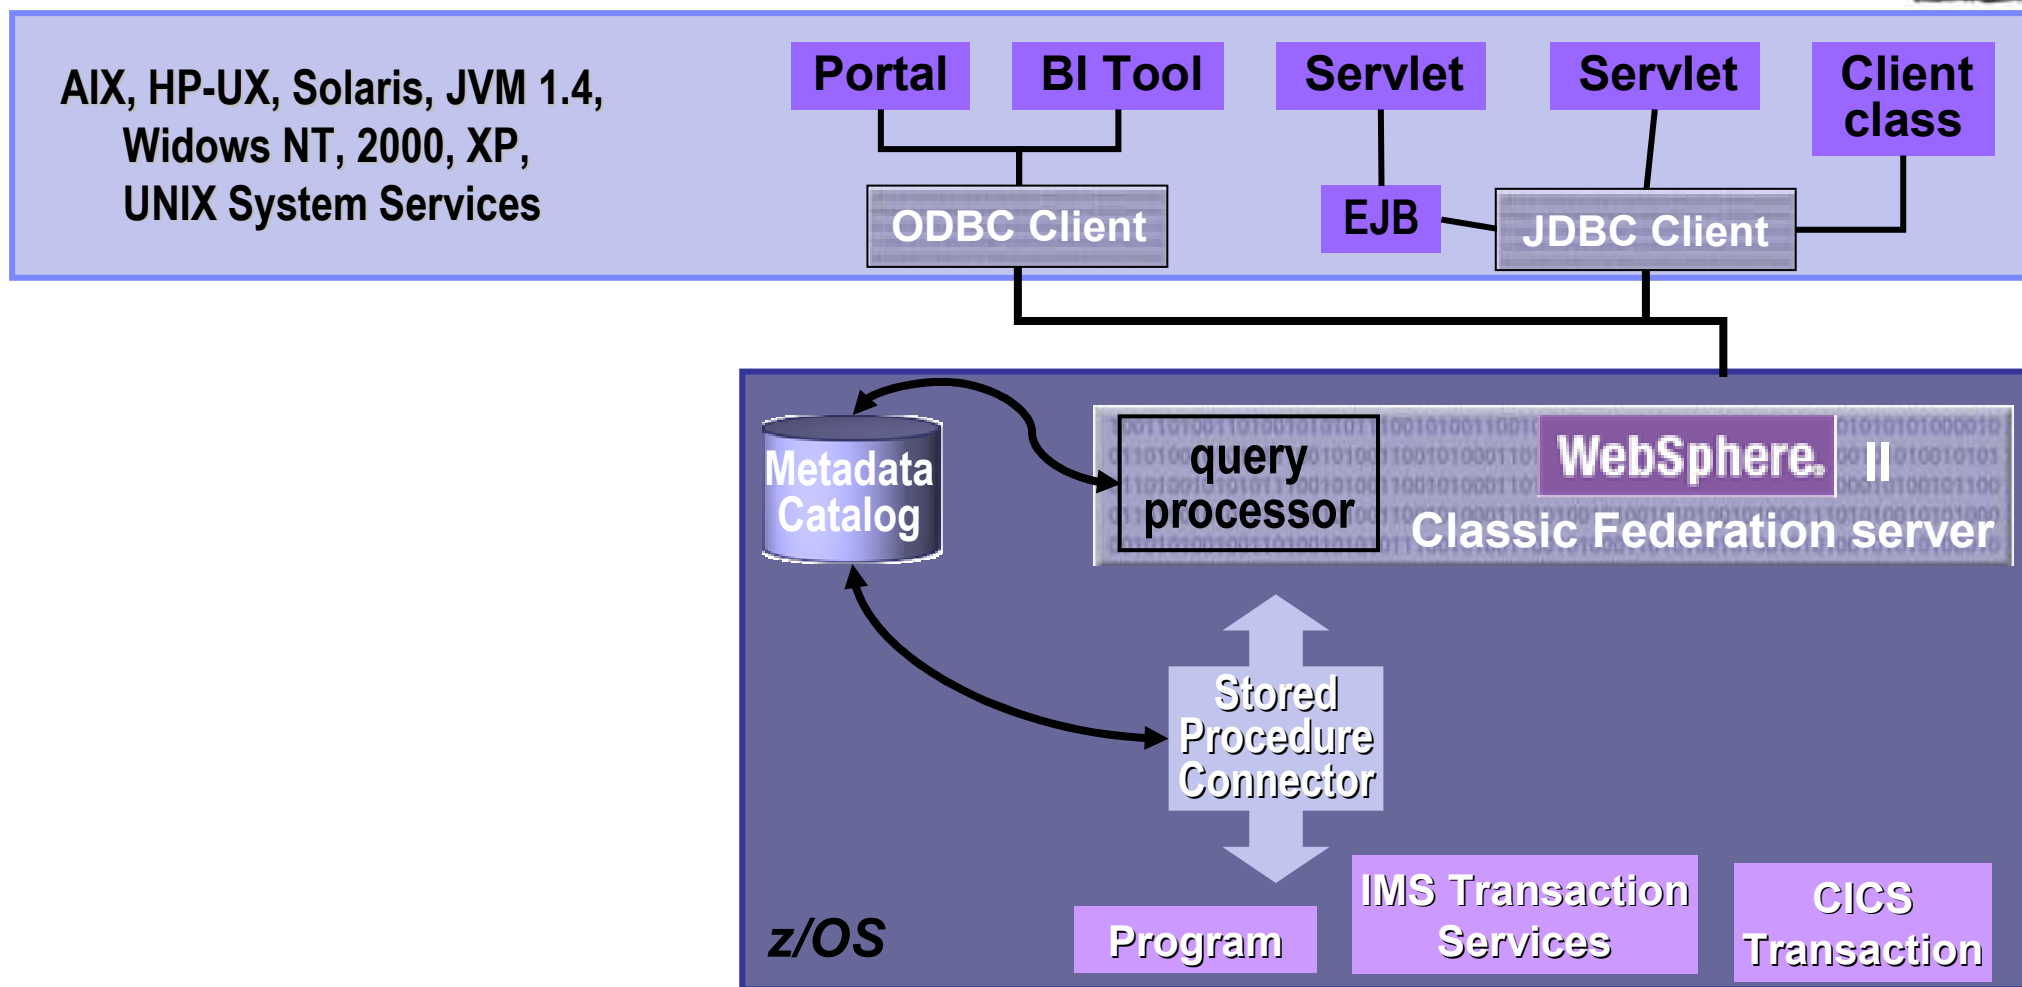 AIX, HP-UX, Solaris, JVM 1.4,
Widows NT, 2000, XP,
UNIX System Services
Portal
BI Tool
Servlet
Servlet
Client
class
ODBC Client
EJB
JDBC Client
Metadata
Catalog
query
processor
WebSphere. II
Classic Federation server
Stored
Procedure
Connector
z/OS
Program
IMS Transaction
Services
CICS
Transaction